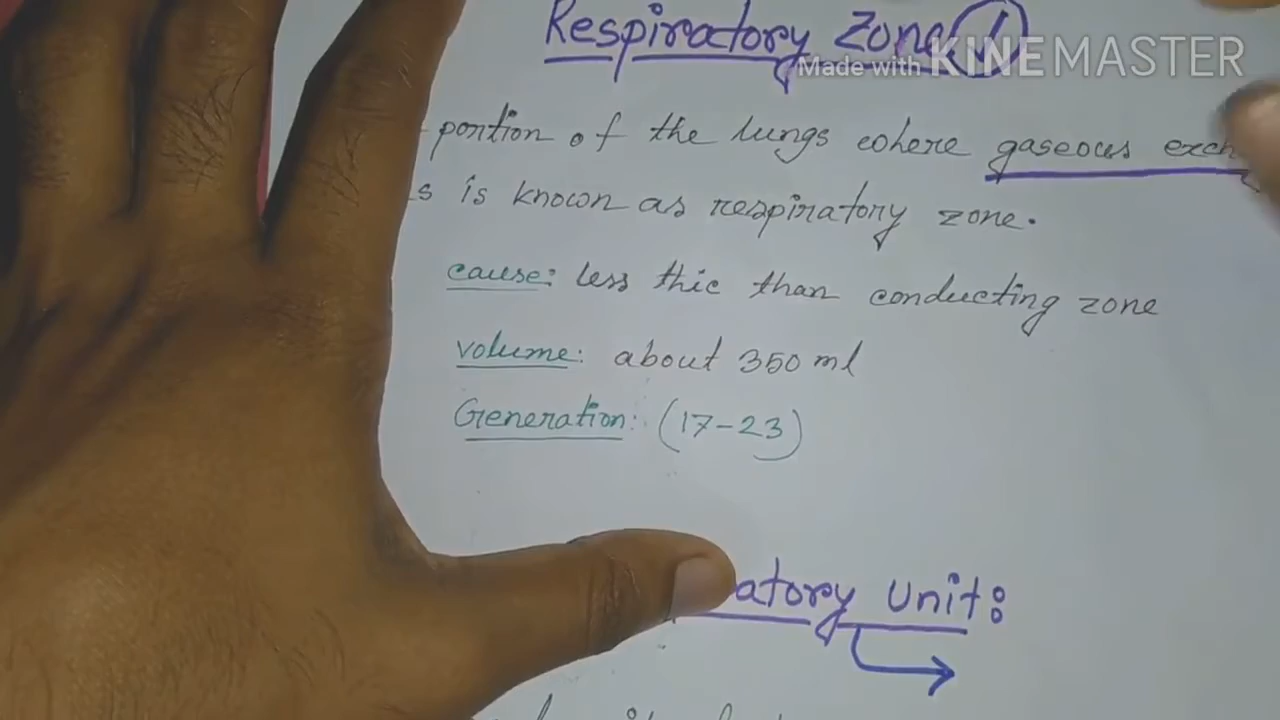 Respiratory Zone 1
Made with KINEMASTER
portion of the lungs where gaseous exch
s is known as respiratory zone.
cause: less thic than conducting zone
volume: about 350 ml
Generation: (17-23)
atory Unit: